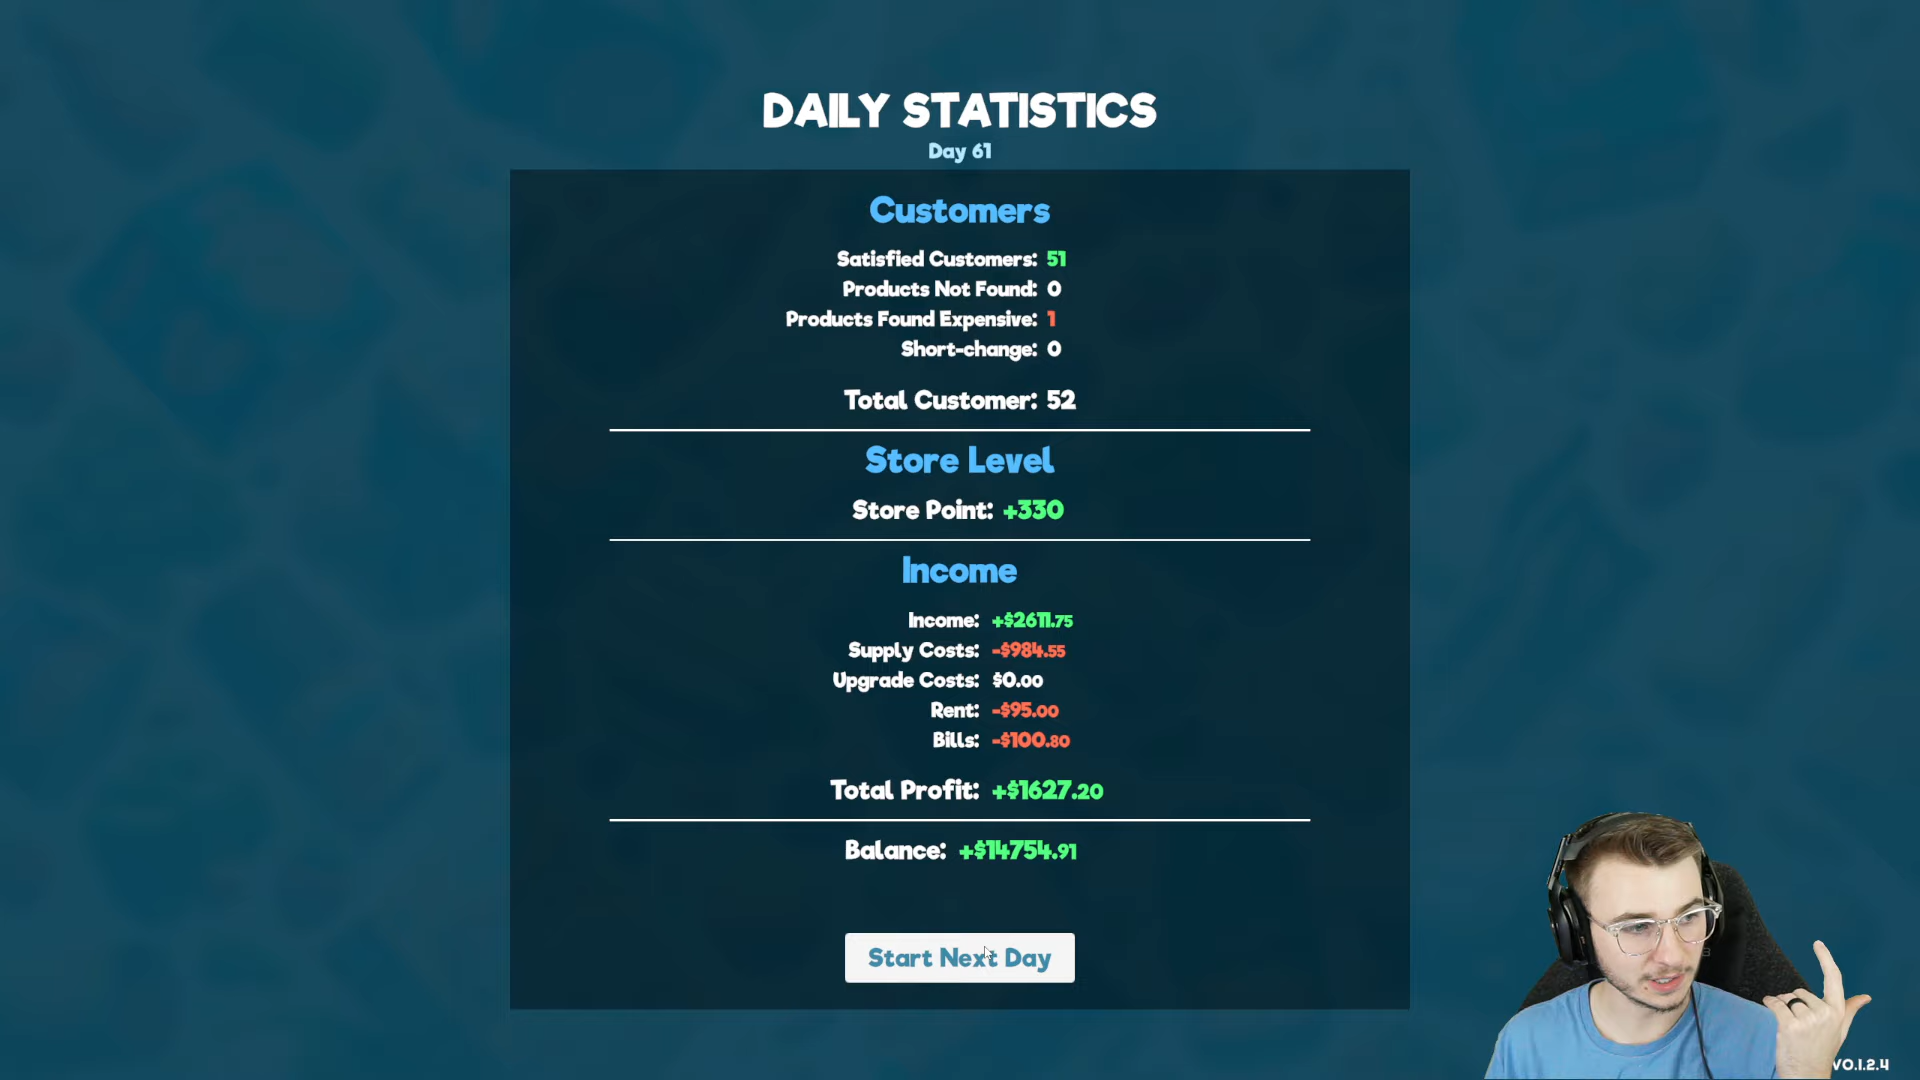 DAILY STATISTICS
Day 61
Customers
Satisfied Customers: 51
Products Not Found: 0
Products Found Expensive: 1
Short-change: 0
Total Customer: 52
Store Level
Store Point: +330
Income
Income: +$2611.75
Supply Costs: -$984.55
Upgrade Costs: $0.00
Rent: -$95.00
Bills: -$100.80
Total Profit: +$1627.20
Balance: +$14754.91
Start Next Day
V0.1.2.4